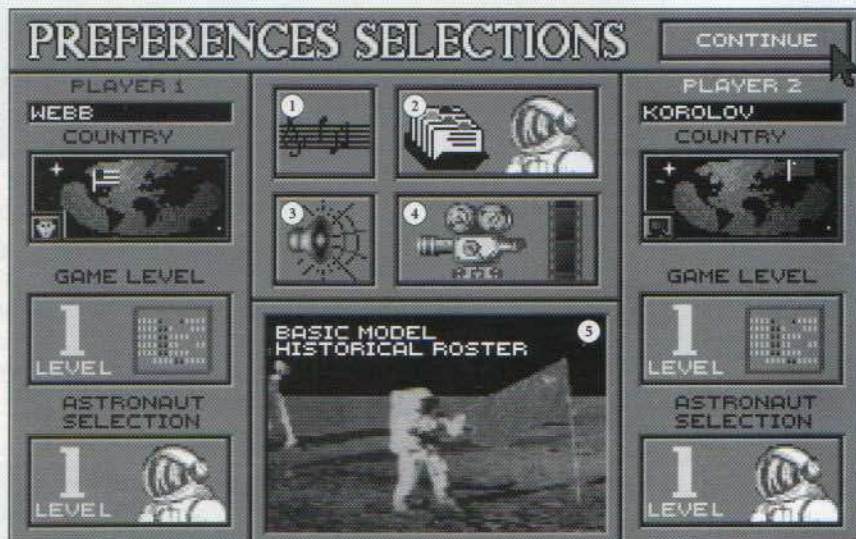 PREFERENCES SELECTIONS
CONTINUE
PLAYER 1
WEBB
COUNTRY
GAME LEVEL
1
LEVEL
ASTRONAUT
SELECTION
1
LEVEL
1
2
3
4
BASIC MODEL
HISTORICAL ROSTER
5
PLAYER 2
KOROLOV
COUNTRY
GAME LEVEL
1
LEVEL
ASTRONAUT
SELECTION
1
LEVEL